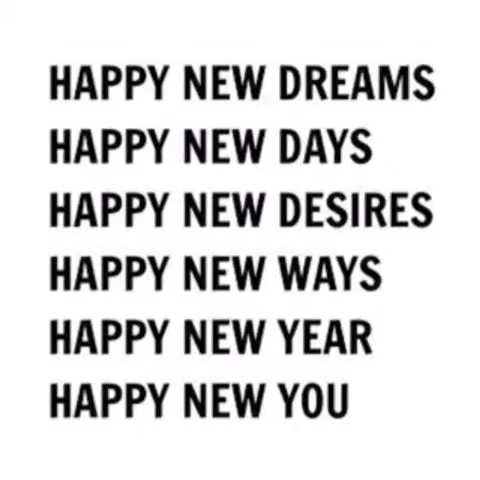 HAPPY NEW DREAMS
HAPPY NEW DAYS
HAPPY NEW DESIRES
HAPPY NEW WAYS
HAPPY NEW YEAR
HAPPY NEW YOU